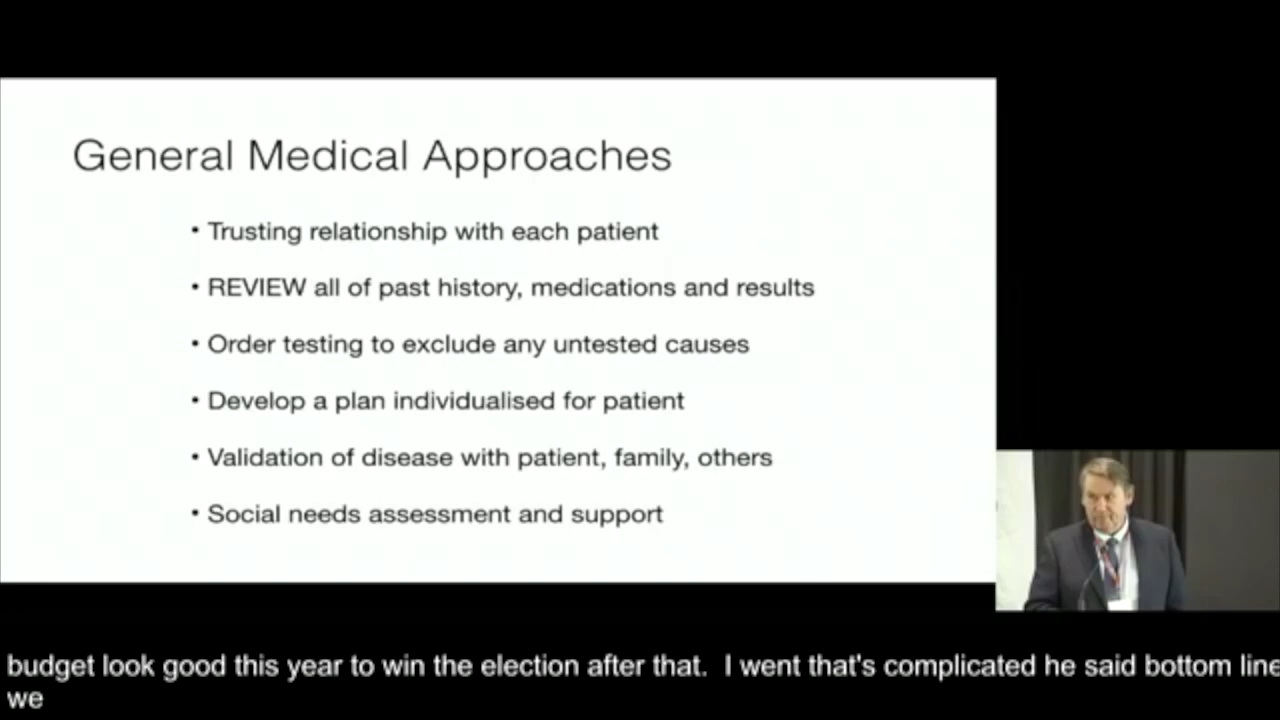 General Medical Approaches
• Trusting relationship with each patient
• REVIEW all of past history, medications and results
• Order testing to exclude any untested causes
• Develop a plan individualised for patient
• Validation of disease with patient, family, others
• Social needs assessment and support
budget look good this year to win the election after that.  I went that's complicated he said bottom line
we